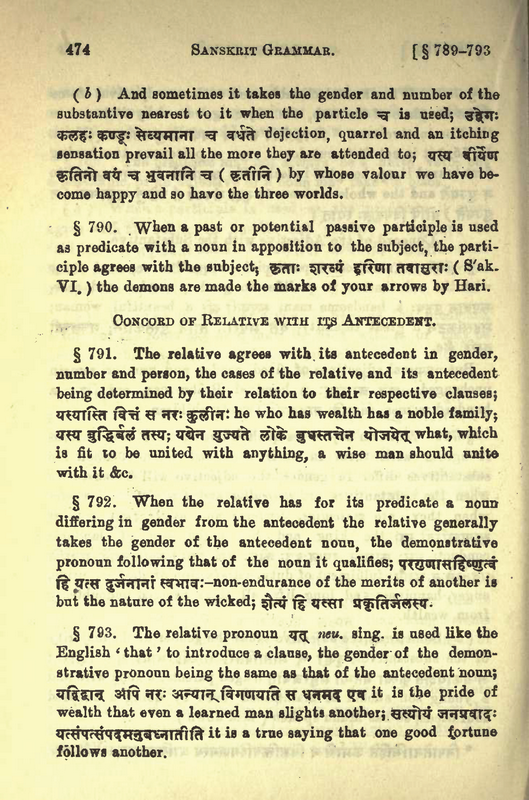 474 SANSKRIT GRAMMAR. [ § 789-793
( b ) And sometimes it takes the gender and number of the
substantive nearest to it when the particle च is used; उद्वेगः
कलहः कण्डूः सेव्यमाना च वर्धते dejection, quarrel and an itching
sensation prevail all the more they are attended to; यस्य वीर्येण
कृतिनो वयं च भुवनानि च ( कृतीनि ) by whose valour we have be-
come happy and so have the three worlds.
§ 790. When a past or potential passive participle is used
as predicate with a noun in apposition to the subject, the parti-
ciple agrees with the subject; कृताः शरव्यं हरिणा तवासुराः ( S'ak.
VI. ) the demons are made the marks of your arrows by Hari.
CONCORD OF RELATIVE WITH ITS ANTECEDENT.
§ 791. The relative agrees with its antecedent in gender,
number and person, the cases of the relative and its antecedent
being determined by their relation to their respective clauses;
यस्यास्ति वित्तं स नरः कुलीनः he who has wealth has a noble family;
यस्य बुद्धिर्बलं तस्य; यद्येन युज्यते लोके बुधस्तत्तेन योजयेत् what, which
is fit to be united with anything, a wise man should unite
with it &c.
§ 792. When the relative has for its predicate a noun
differing in gender from the antecedent the relative generally
takes the gender of the antecedent noun, the demonstrative
pronoun following that of the noun it qualifies; परगुणासहिष्णुत्वं
हि यत्स दुर्जनानां स्वभावः–non-endurance of the merits of another is
but the nature of the wicked; शैत्यं हि यत्सा प्रकृतिर्जलस्य.
§ 793. The relative pronoun यत् neu. sing. is used like the
English ‘ that ’ to introduce a clause, the gender of the demon-
strative pronoun being the same as that of the antecedent noun;
यद्विद्वान् अपि नरः अन्यान् विगणयति स धनमद एव it is the pride of
wealth that even a learned man slights another; सत्योयं जनप्रवादः
यत्संपत्संपदमनुबध्नातीति it is a true saying that one good fortune
follows another.